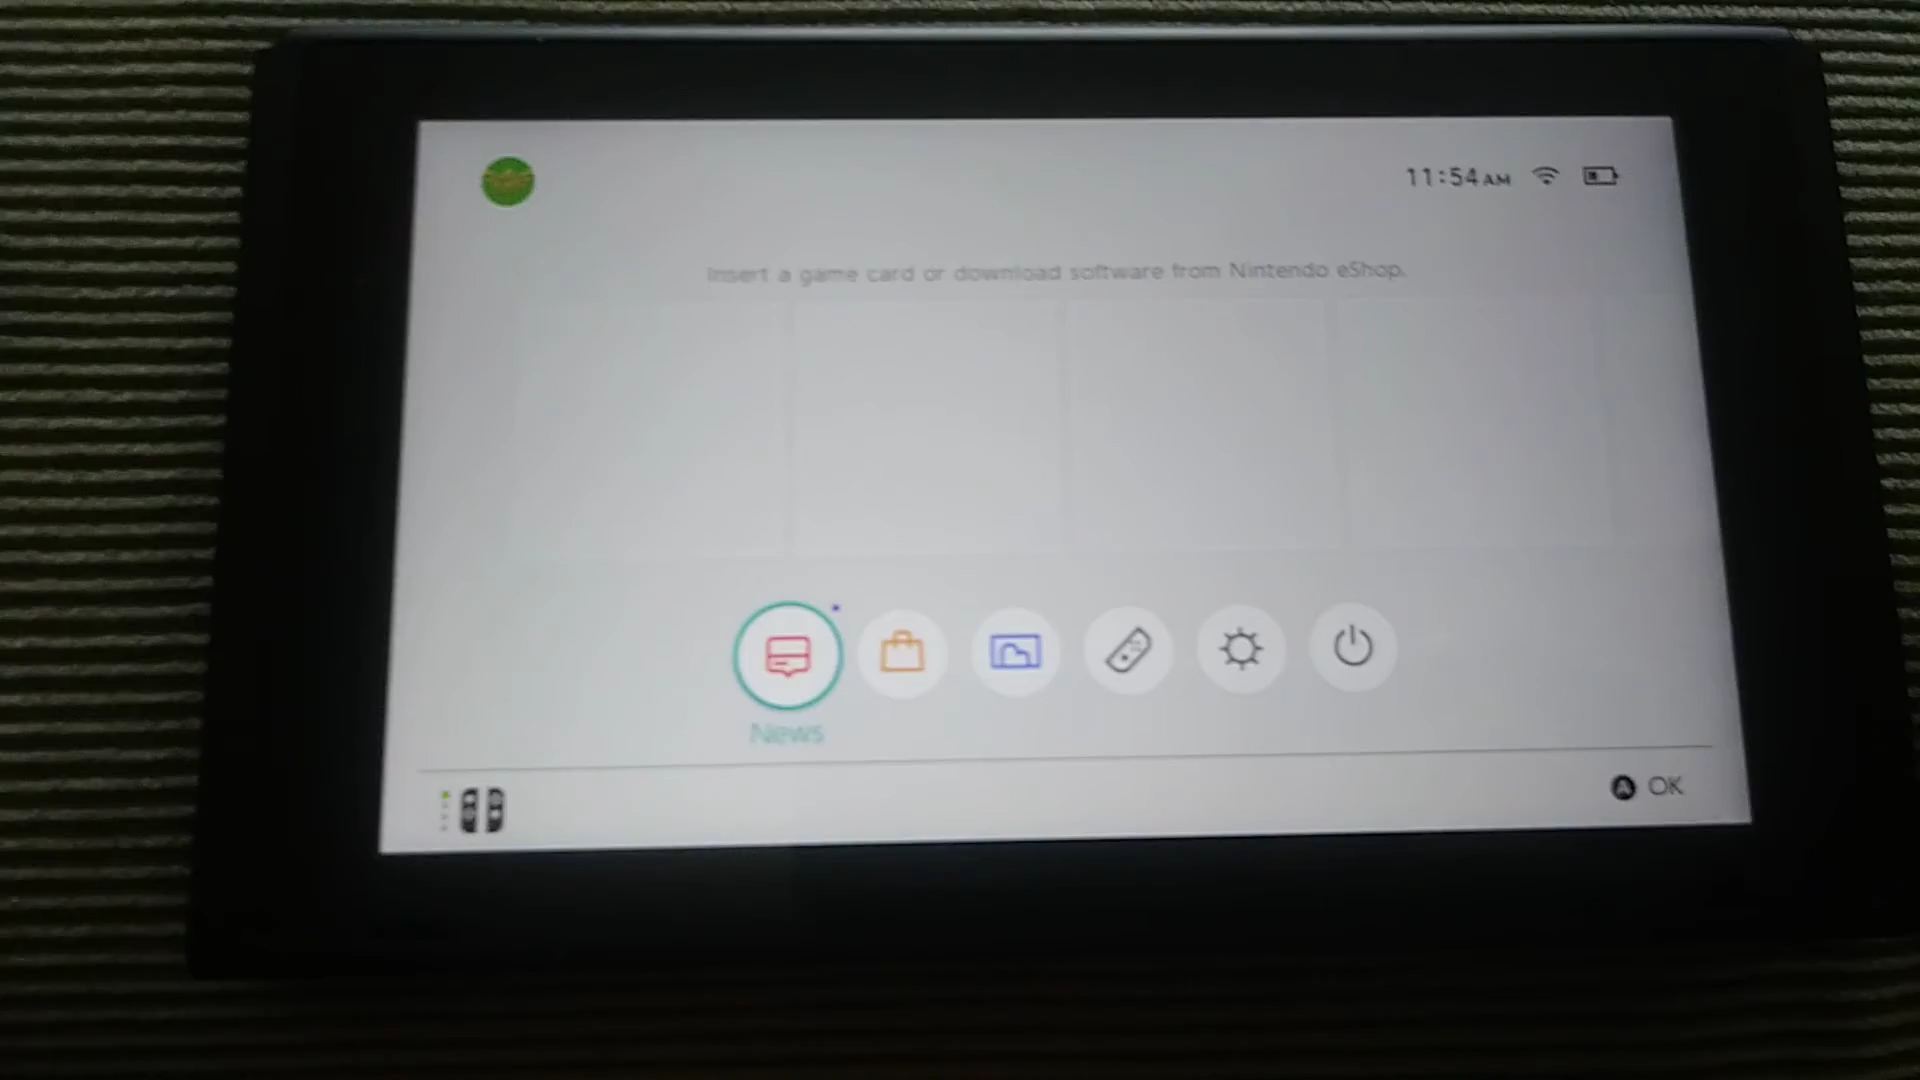 11:54 AM
Insert a game card or download software from Nintendo eShop.
News
A OK